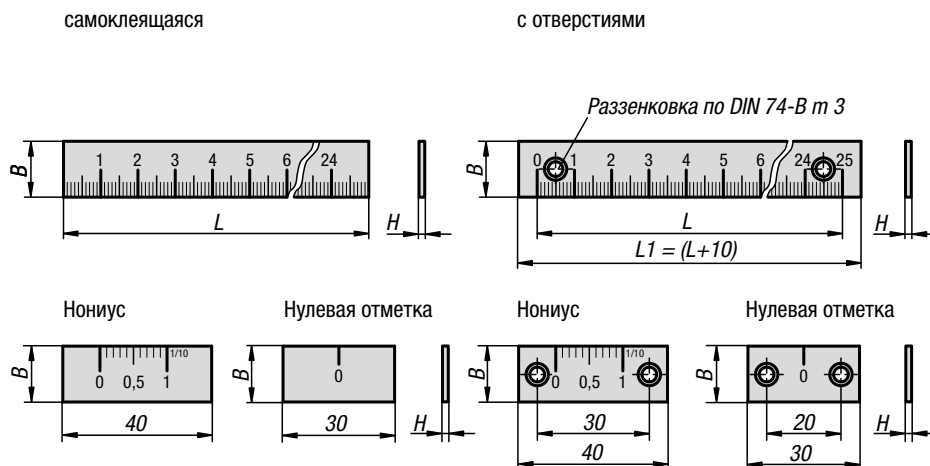 самоклеящаяся
с отверстиями
Раззенковка по DIN 74-B m 3
B
1 2 3 4 5 6 24
L
H
B
0 1 2 3 4 5 6 24 25
L
L1 = (L+10)
H
Нониус
Нулевая отметка
Нониус
Нулевая отметка
B
1/10
0 0,5 1
40
B
0
30
H
B
1/10
0 0,5 1
30
40
B
0
20
30
H